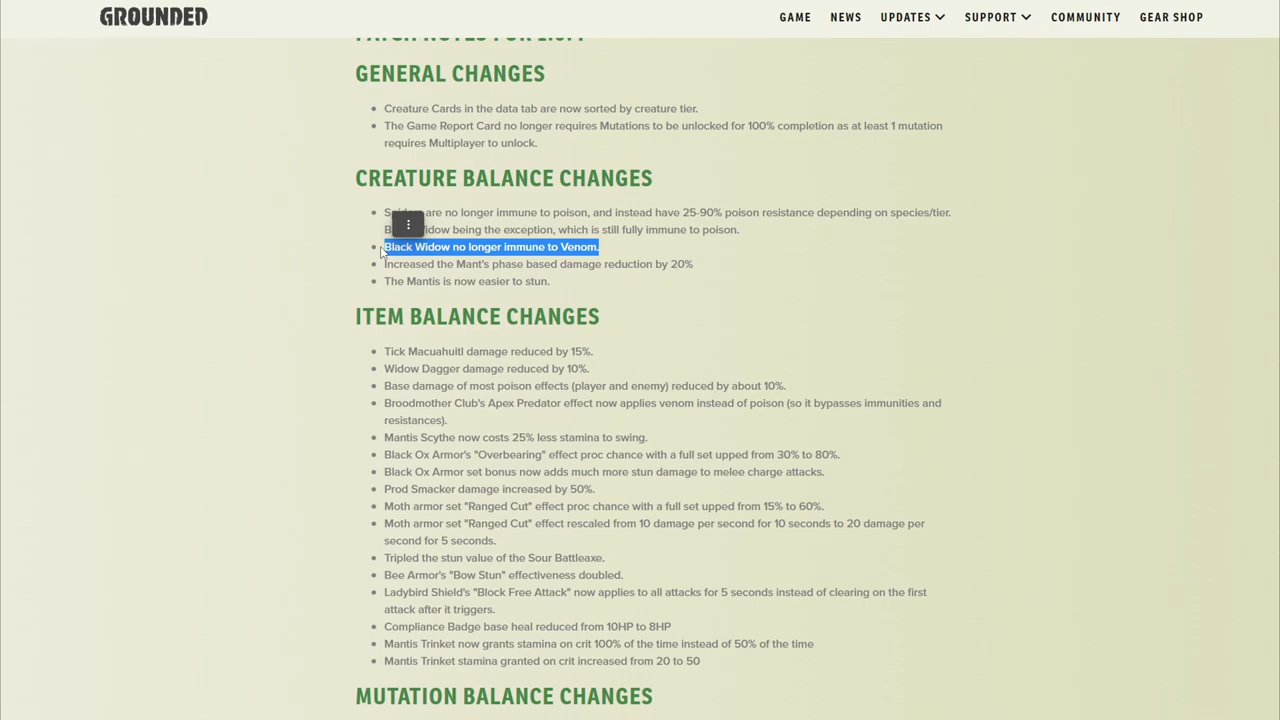 GROUNDED
GAME NEWS UPDATES SUPPORT COMMUNITY GEAR SHOP
PATCH NOTES FOR 1.0.4
GENERAL CHANGES
Creature Cards in the data tab are now sorted by creature tier.
The Game Report Card no longer requires Mutations to be unlocked for 100% completion as at least 1 mutation
requires Multiplayer to unlock.
CREATURE BALANCE CHANGES
are no longer immune to poison, and instead have 25-90% poison resistance depending on species/tier.
being the exception, which is still fully immune to poison.
Black Widow no longer immune to Venom.
Increased the Mant's phase based damage reduction by 20%
The Mantis is now easier to stun.
ITEM BALANCE CHANGES
Tick Macuahuitl damage reduced by 15%.
Widow Dagger damage reduced by 10%.
Base damage of most poison effects (player and enemy) reduced by about 10%.
Broodmother Club's Apex Predator effect now applies venom instead of poison (so it bypasses immunities and
resistances).
Mantis Scythe now costs 25% less stamina to swing.
Black Ox Armor's "Overbearing" effect proc chance with a full set upped from 30% to 80%.
Black Ox Armor set bonus now adds much more stun damage to melee charge attacks.
Prod Smacker damage increased by 50%.
Moth armor set "Ranged Cut" effect proc chance with a full set upped from 15% to 60%.
Moth armor set "Ranged Cut" effect rescaled from 10 damage per second for 10 seconds to 20 damage per
second for 5 seconds.
Tripled the stun value of the Sour Battleaxe.
Bee Armor's "Bow Stun" effectiveness doubled.
Ladybird Shield's "Block Free Attack" now applies to all attacks for 5 seconds instead of clearing on the first
attack after it triggers.
Compliance Badge base heal reduced from 10HP to 8HP
Mantis Trinket now grants stamina on crit 100% of the time instead of 50% of the time
Mantis Trinket stamina granted on crit increased from 20 to 50
MUTATION BALANCE CHANGES